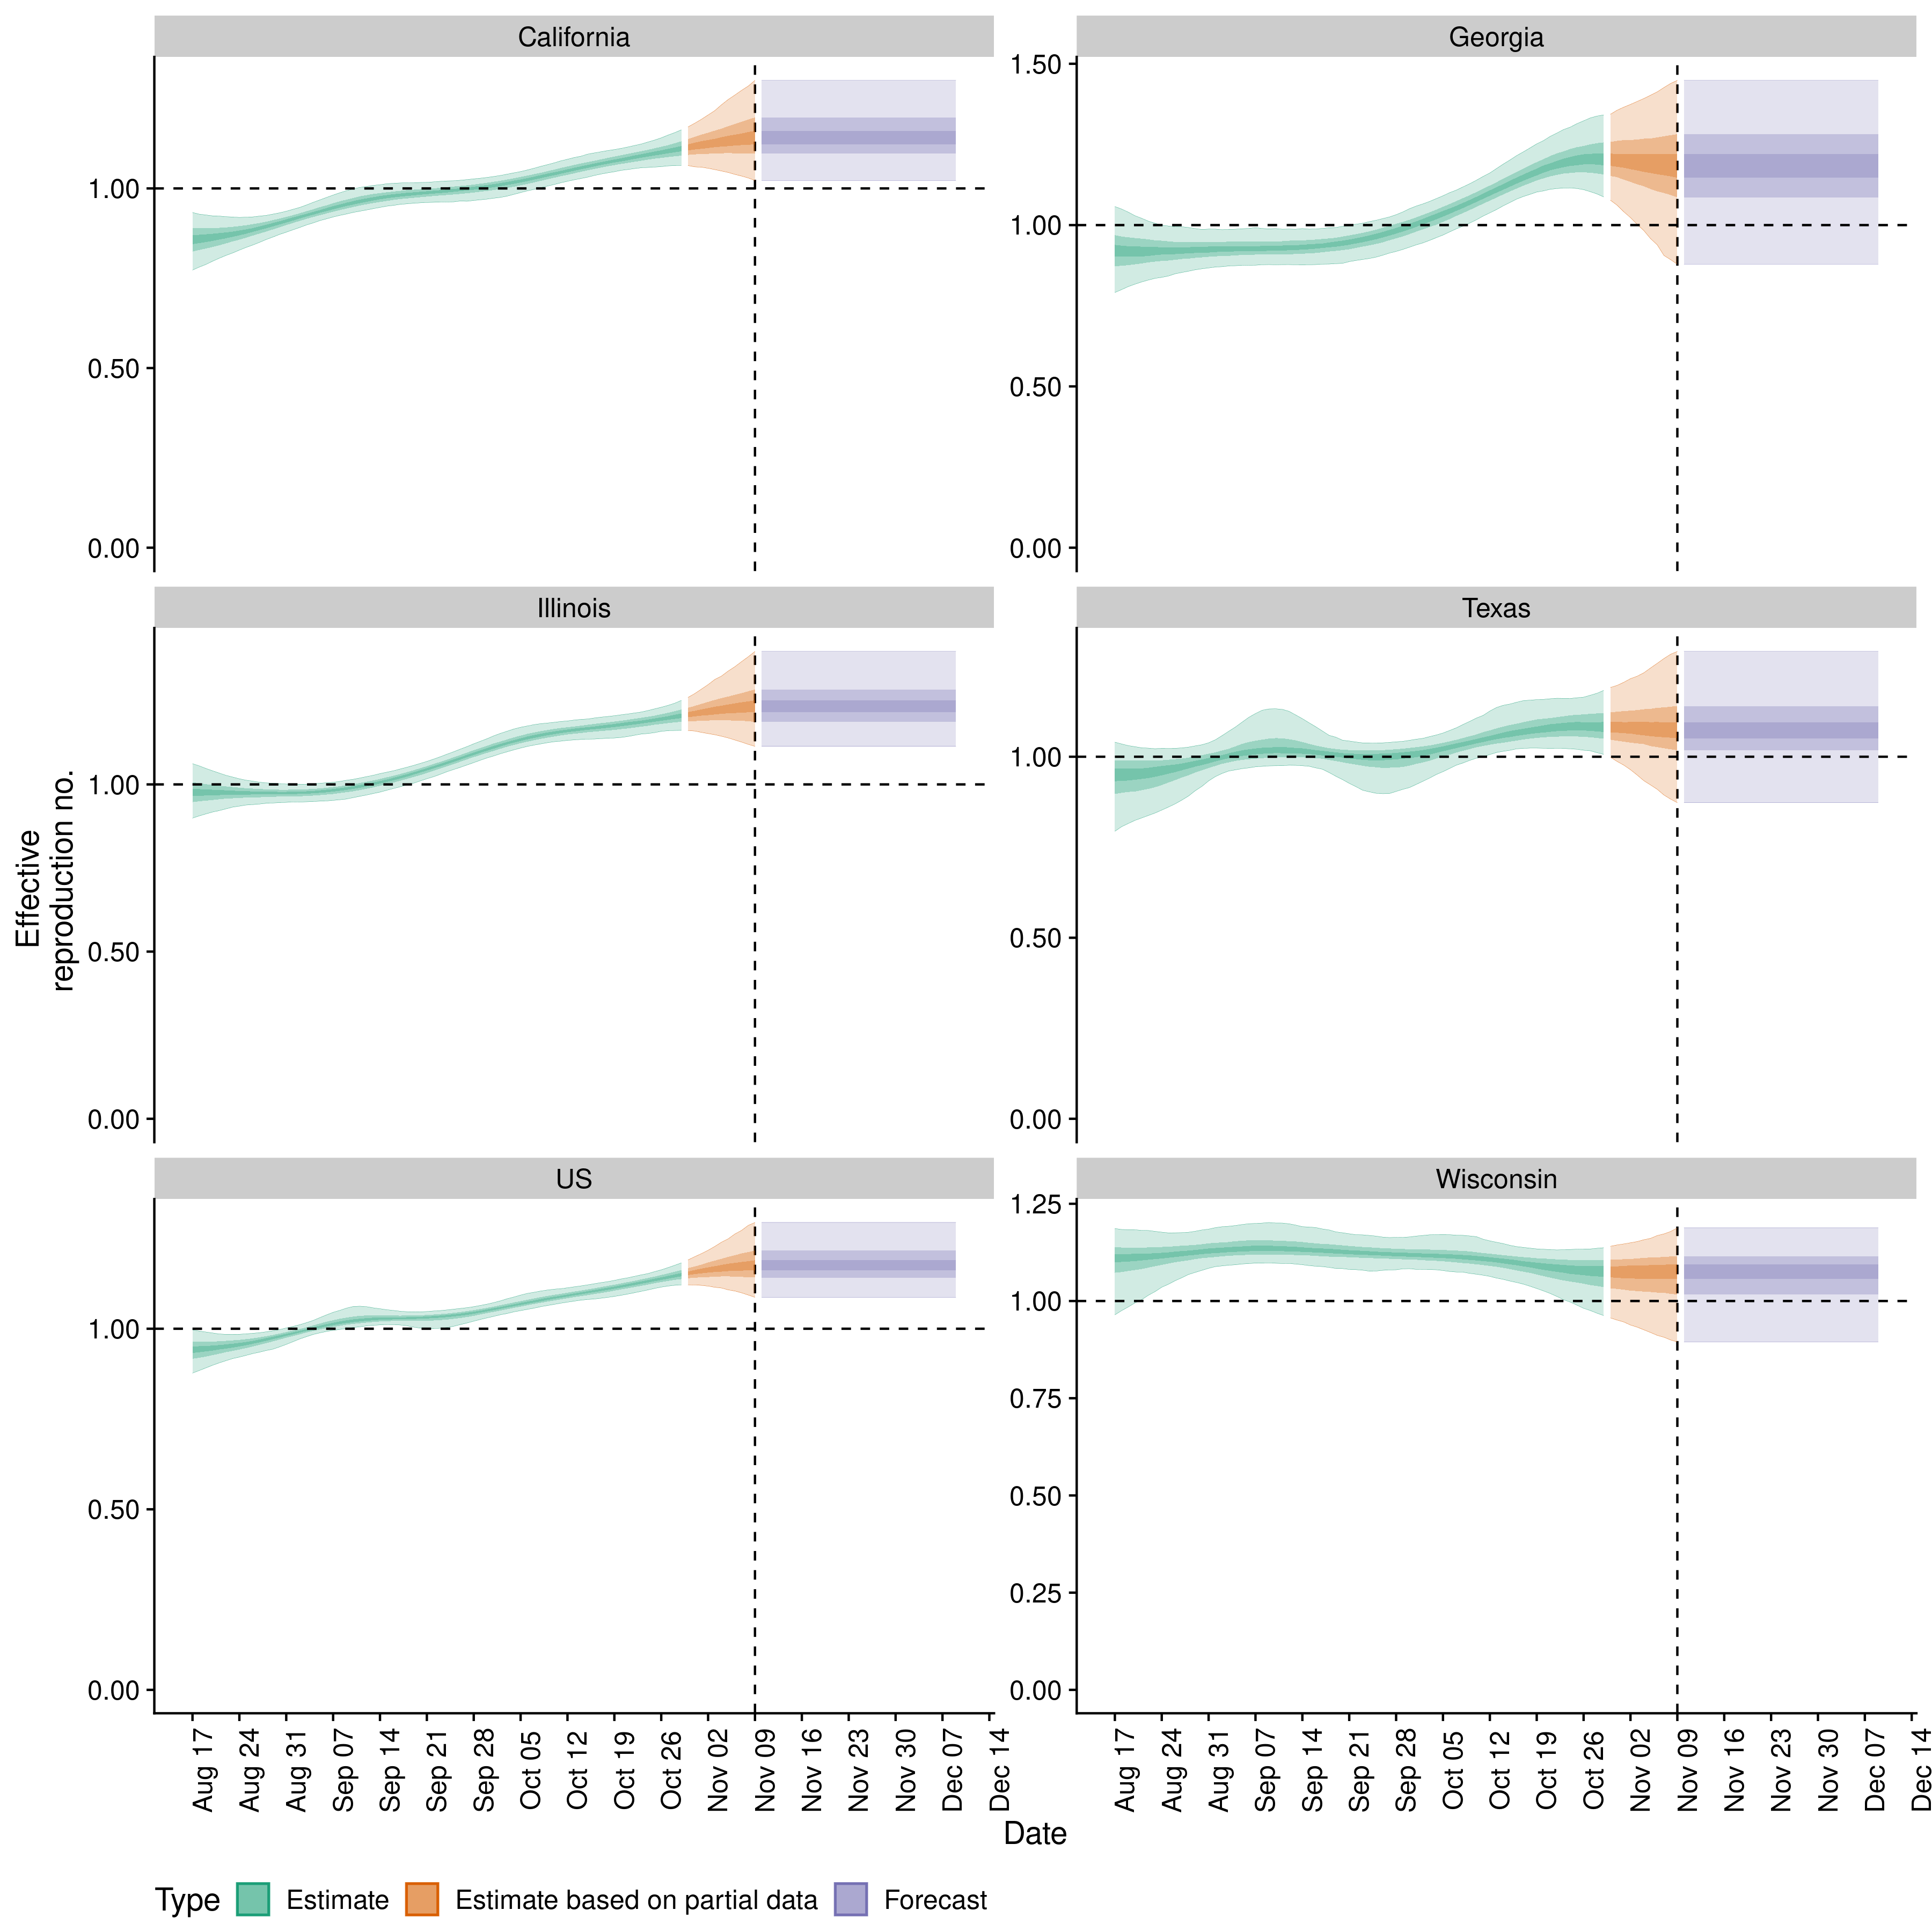 California
Georgia
1.00
0.50
0.00
1.50
1.00
0.50
0.00
Illinois
Texas
1.00
0.50
0.00
1.00
0.50
0.00
US
Wisconsin
1.00
0.50
0.00
1.25
1.00
0.75
0.50
0.25
0.00
Effective
reproduction no.
Aug 17
Aug 24
Aug 31
Sep 07
Sep 14
Sep 21
Sep 28
Oct 05
Oct 12
Oct 19
Oct 26
Nov 02
Nov 09
Nov 16
Nov 23
Nov 30
Dec 07
Dec 14
Aug 17
Aug 24
Aug 31
Sep 07
Sep 14
Sep 21
Sep 28
Oct 05
Oct 12
Oct 19
Oct 26
Nov 02
Nov 09
Nov 16
Nov 23
Nov 30
Dec 07
Dec 14
Date
Type Estimate Estimate based on partial data Forecast